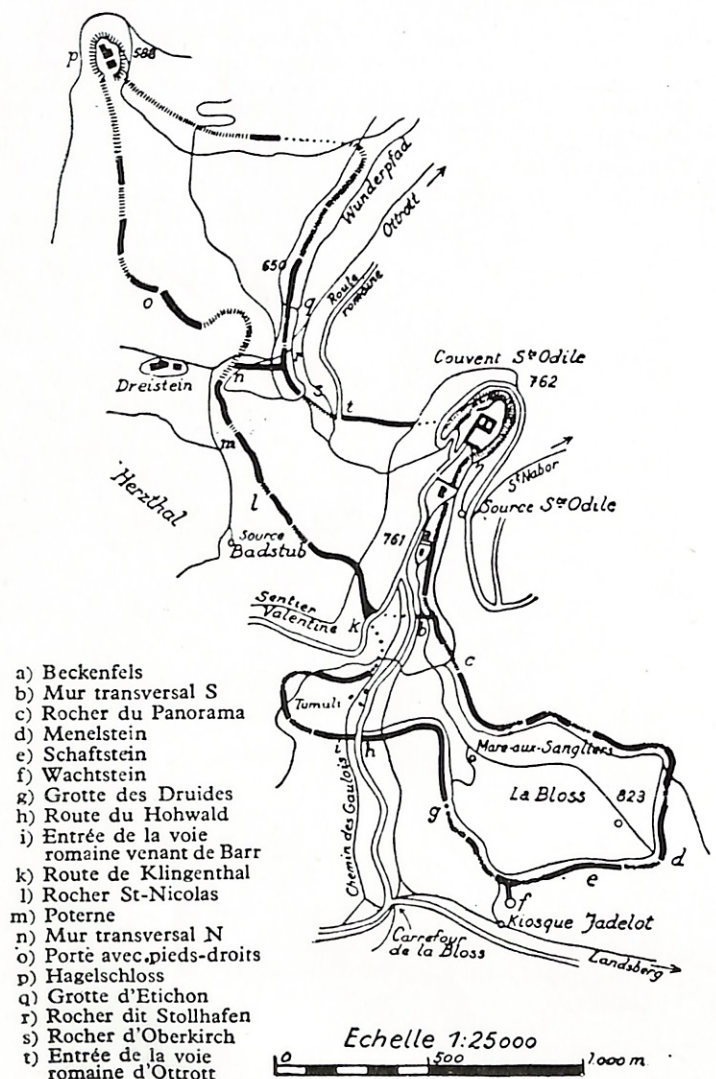 p
588
Wunderpfad
Ottrott
650
q
Route
romaine
o
r
Couvent Ste Odile
762
n
s
Dreistein
t
m
St Nabor
Herzthal
Source Ste Odile
l
761
Source
Badstub
a
Sentier
Valentine
k
b
c
a) Beckenfels
b) Mur transversal S
c) Rocher du Panorama
d) Menelstein
e) Schaftstein
f) Wachtstein
g) Grotte des Druides
h) Route du Hohwald
i) Entrée de la voie
romaine venant de Barr
k) Route de Klingenthal
l) Rocher St-Nicolas
m) Poterne
n) Mur transversal N
o) Porte avec pieds-droits
p) Hagelschloss
q) Grotte d'Etichon
r) Rocher dit Stollhafen
s) Rocher d'Oberkirch
t) Entrée de la voie
romaine d'Ottrott
Tumuli
i
h
Mare-aux-Sangliers
La Bloss
823
Chemin des Gaulois
g
d
e
f
Kiosque Jadelot
Carrefour
de la Bloss
Landsberg
Echelle 1:25000
0
500
1.000 m.